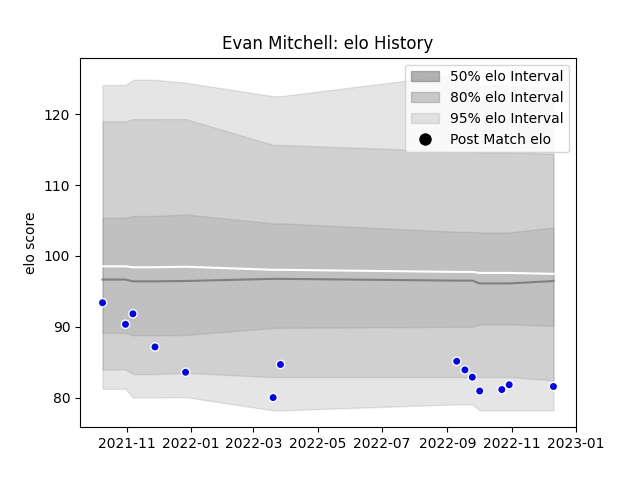 Evan Mitchell: elo History
50% elo Interval
80% elo Interval
95% elo Interval
Post Match elo
elo score
120
110
100
90
80
2021-11 2022-01 2022-03 2022-05 2022-07 2022-09 2022-11 2023-01